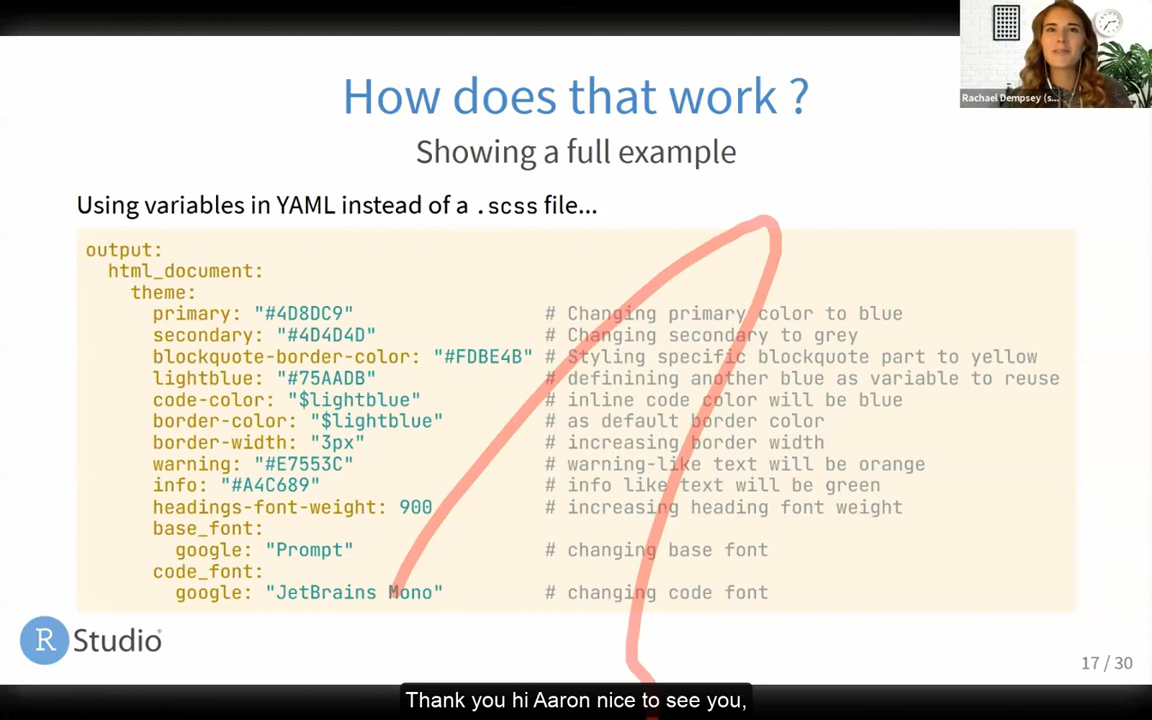 Rachael Dempsey (s...
How does that work ?
Showing a full example
Using variables in YAML instead of a .scss file...
output:
html_document:
theme:
primary: "#4D8DC9" # Changing primary color to blue
secondary: "#4D4D4D" # Changing secondary to grey
blockquote-border-color: "#FDBE4B" # Styling specific blockquote part to yellow
lightblue: "#75AADB" # definining another blue as variable to reuse
code-color: "$lightblue" # inline code color will be blue
border-color: "$lightblue" # as default border color
border-width: "3px" # increasing border width
warning: "#E7553C" # warning-like text will be orange
info: "#A4C689" # info like text will be green
headings-font-weight: 900 # increasing heading font weight
base_font:
google: "Prompt" # changing base font
code_font:
google: "JetBrains Mono" # changing code font
R Studio
17 / 30
Thank you hi Aaron nice to see you,